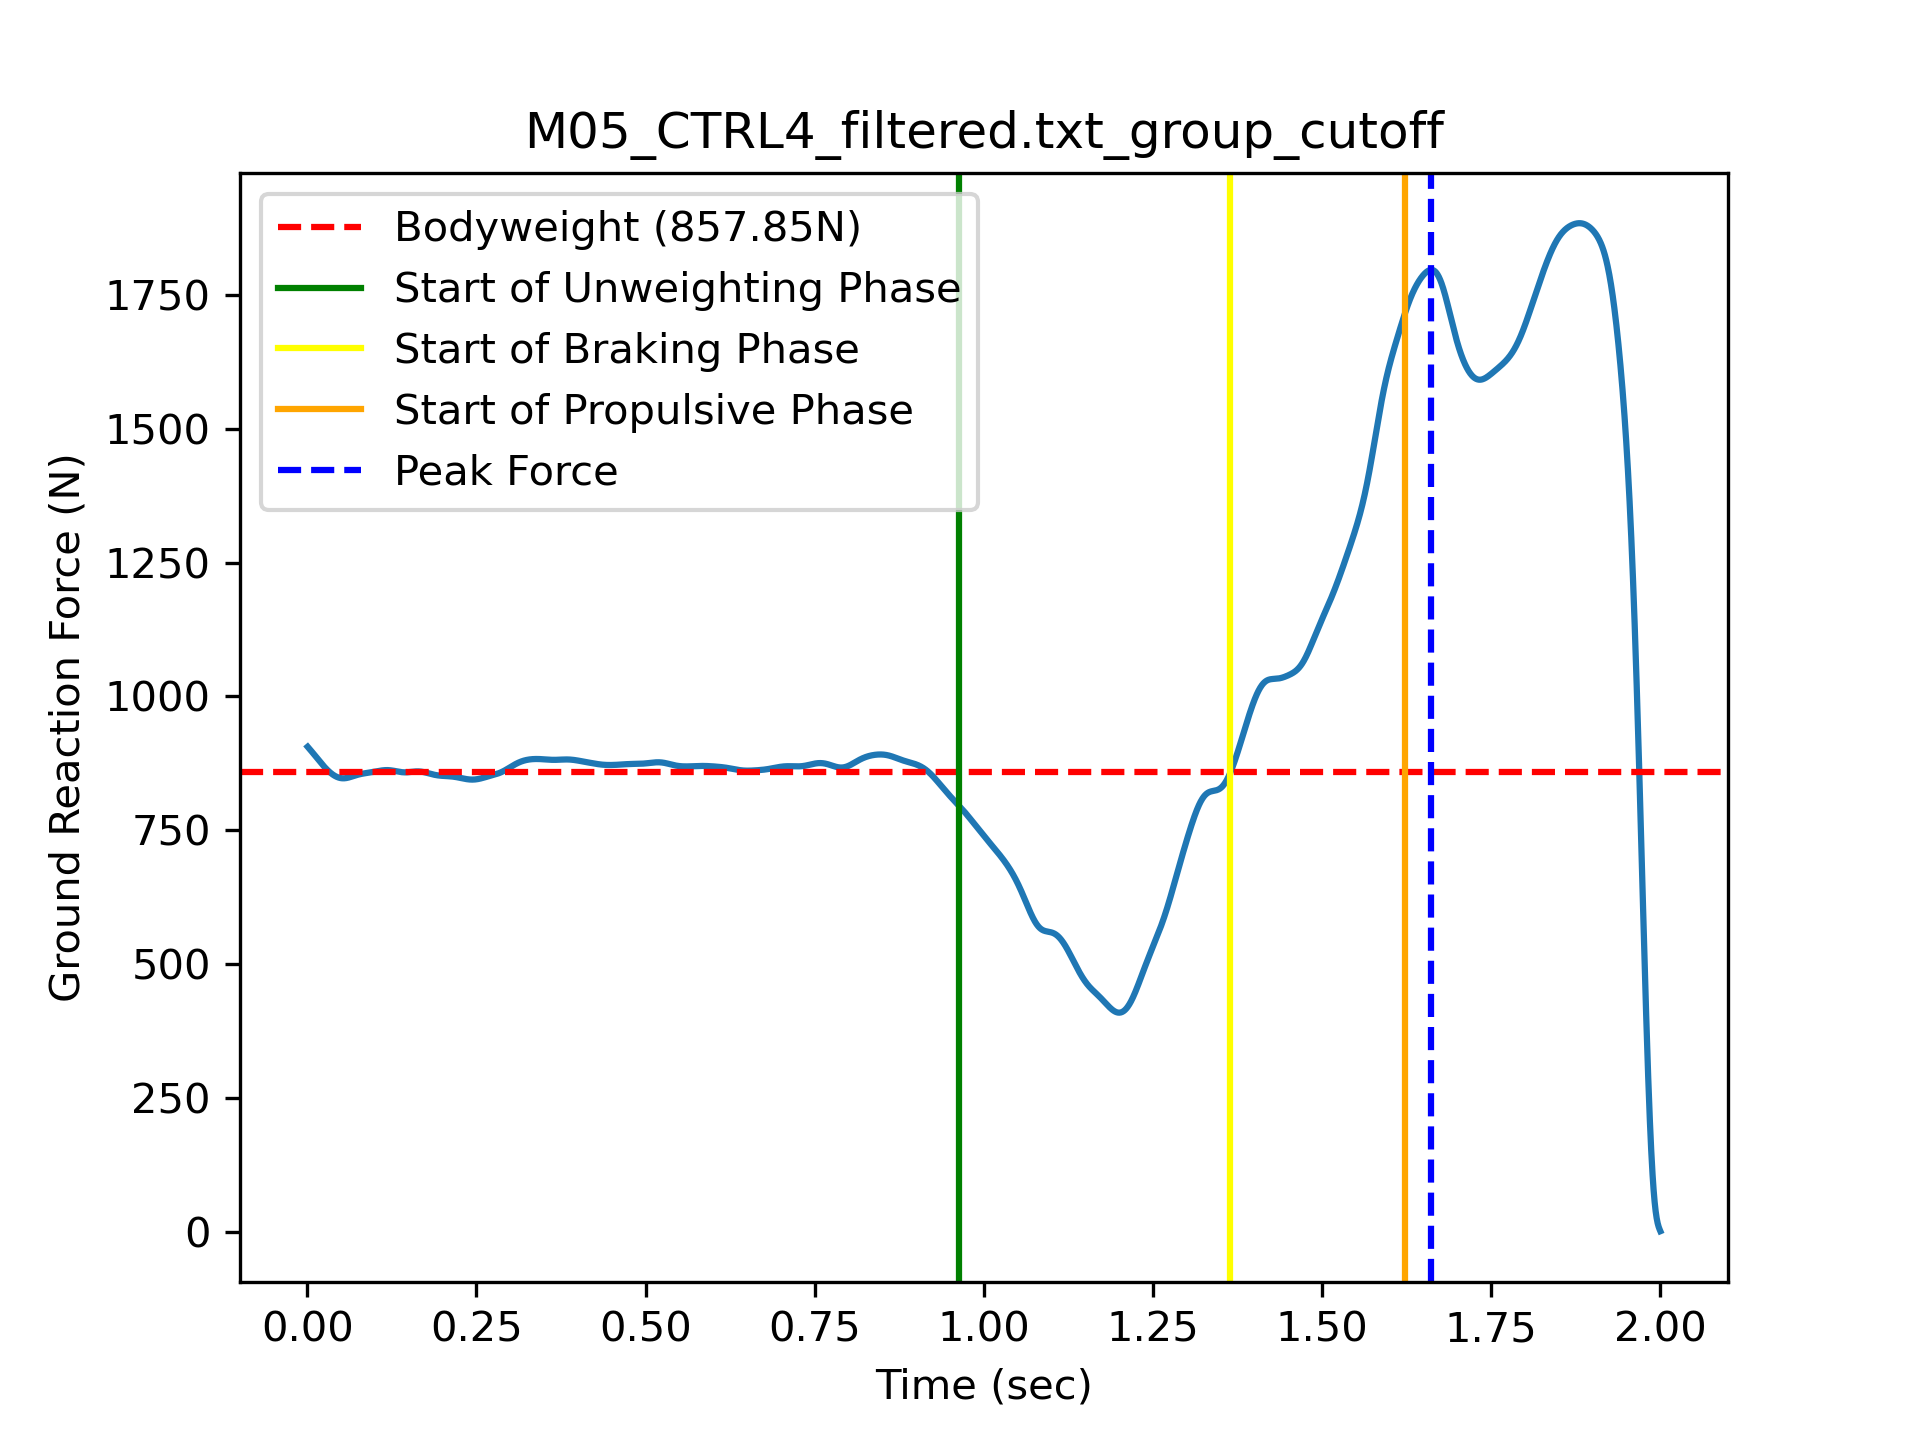 M05_CTRL4_filtered.txt_group_cutoff
Bodyweight (857.85N)
Start of Unweighting Phase
Start of Braking Phase
Start of Propulsive Phase
Peak Force
Ground Reaction Force (N)
1750
1500
1250
1000
750
500
250
0
0.00 0.25 0.50 0.75 1.00 1.25 1.50 1.75 2.00
Time (sec)